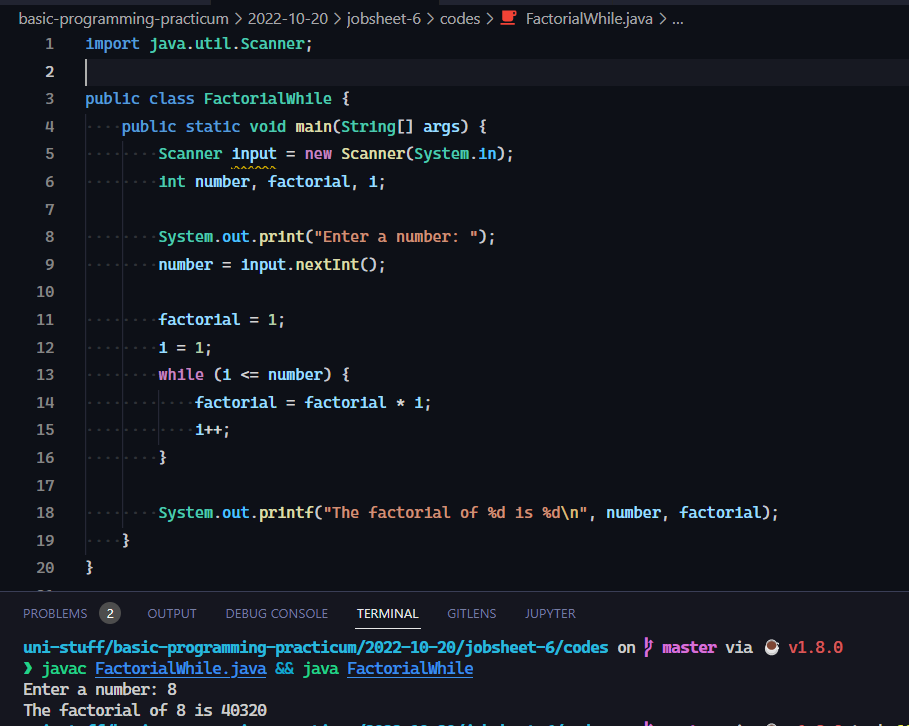 basic-programming-practicum > 2022-10-20 > jobsheet-6 > codes > FactorialWhile.java > ...
1 import java.util.Scanner;
2
3 public class FactorialWhile {
4 public static void main(String[] args) {
5 Scanner input = new Scanner(System.in);
6 int number, factorial, i;
7
8 System.out.print("Enter a number: ");
9 number = input.nextInt();
10
11 factorial = 1;
12 i = 1;
13 while (i <= number) {
14 factorial = factorial * i;
15 i++;
16 }
17
18 System.out.printf("The factorial of %d is %d\n", number, factorial);
19 }
20 }
PROBLEMS 2 OUTPUT DEBUG CONSOLE TERMINAL GITLENS JUPYTER
uni-stuff/basic-programming-practicum/2022-10-20/jobsheet-6/codes on master via v1.8.0
❯ javac FactorialWhile.java && java FactorialWhile
Enter a number: 8
The factorial of 8 is 40320